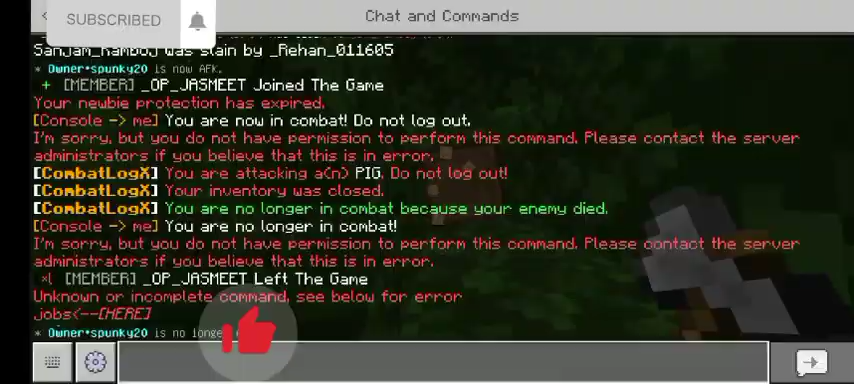 SUBSCRIBED
Chat and Commands
SanJam_Ramboj was slain by _Rehan_011605
* Owner•spunky20 is now AFK.
+ [MEMBER] _OP_JASMEET Joined The Game
Your newbie protection has expired.
[Console -> me] You are now in combat! Do not log out.
I'm sorry, but you do not have permission to perform this command. Please contact the server
administrators if you believe that this is in error.
[CombatLogX] You are attacking a(n) PIG. Do not log out!
[CombatLogX] Your inventory was closed.
[CombatLogX] You are no longer in combat because your enemy died.
[Console -> me] You are no longer in combat!
I'm sorry, but you do not have permission to perform this command. Please contact the server
administrators if you believe that this is in error.
×| [MEMBER] _OP_JASMEET Left The Game
Unknown or incomplete command, see below for error
jobs<--[HERE]
* Owner•spunky20 is no longe